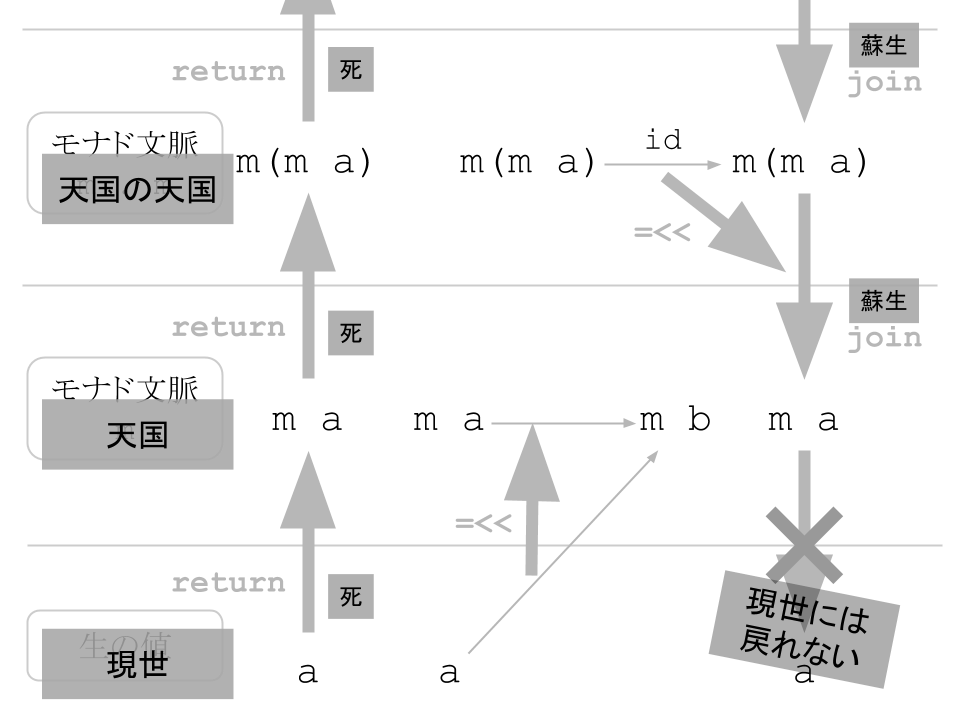 return
死
蘇生
join
モナド文脈
天国の天国
m(m a)
m(m a)
id
m(m a)
=<<
return
死
蘇生
join
モナド文脈
天国
m a
m a
m b
m a
=<<
return
死
生の値
現世
a
a
現世には
戻れない
a